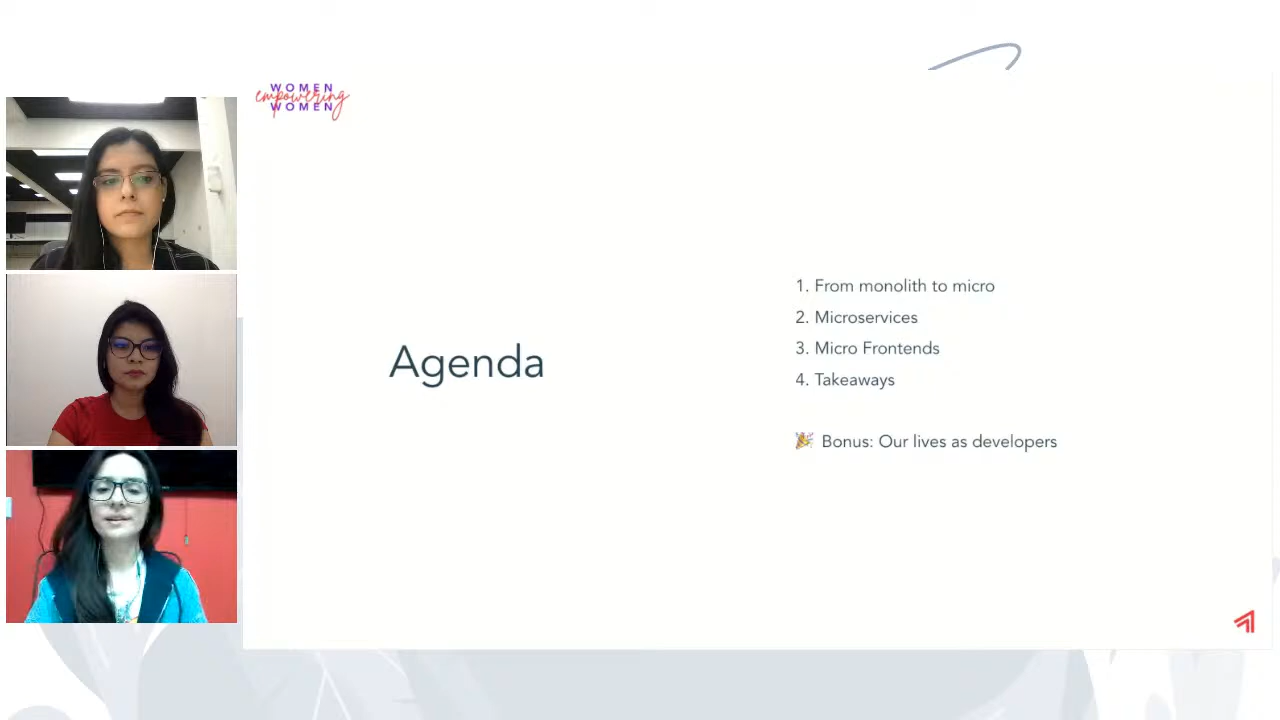 WOMEN
empowering
WOMEN
Agenda
1. From monolith to micro
2. Microservices
3. Micro Frontends
4. Takeaways
🎉 Bonus: Our lives as developers